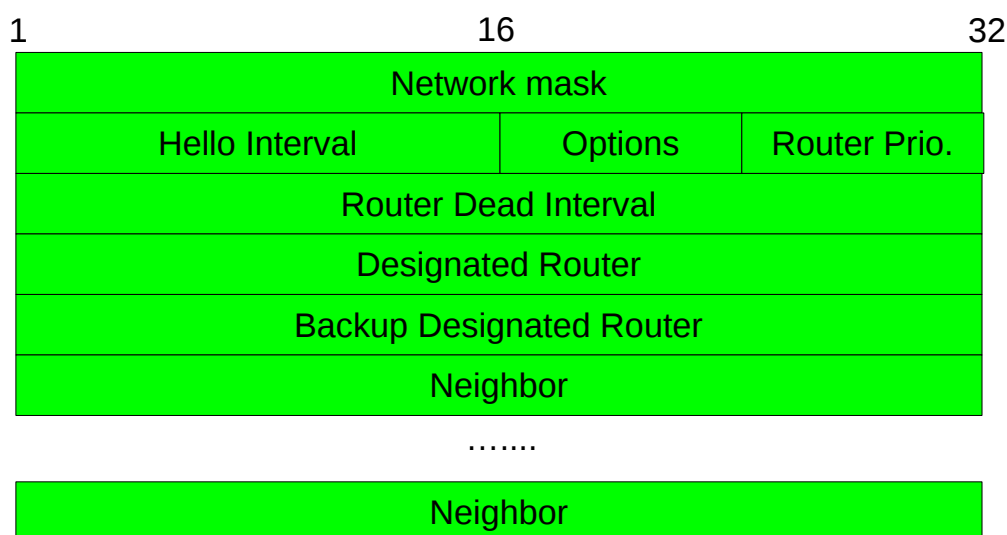 1 16 32
Network mask
Hello Interval Options Router Prio.
Router Dead Interval
Designated Router
Backup Designated Router
Neighbor
…....
Neighbor